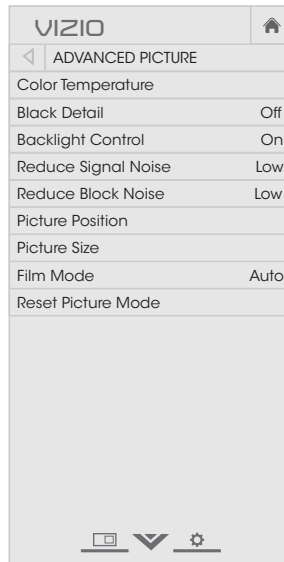 VIZIO
ADVANCED PICTURE
Color Temperature
Black Detail Off
Backlight Control On
Reduce Signal Noise Low
Reduce Block Noise Low
Picture Position
Picture Size
Film Mode Auto
Reset Picture Mode